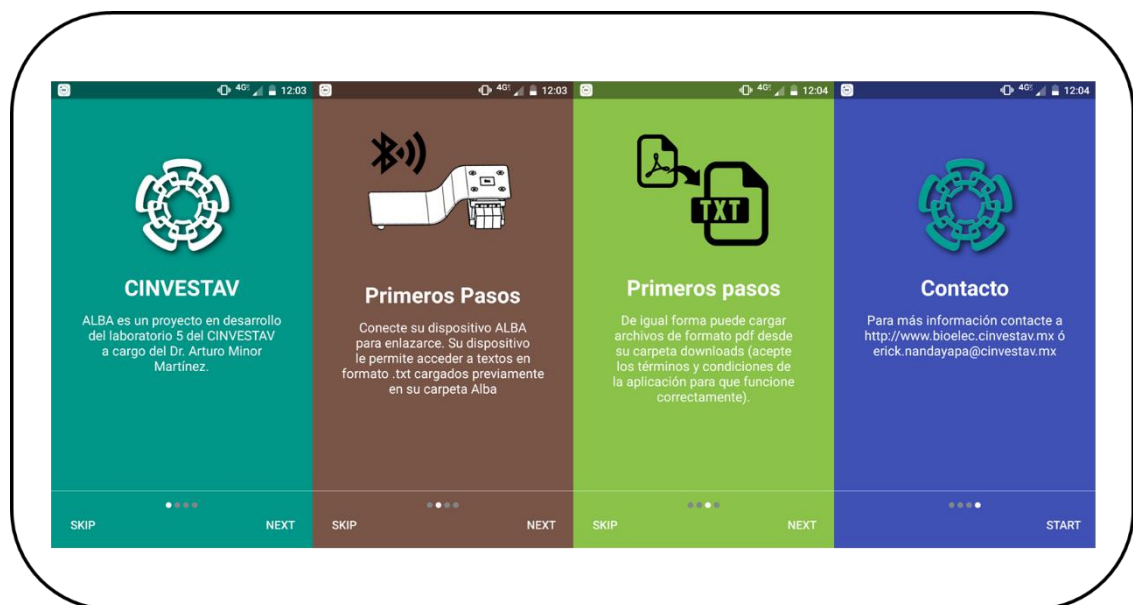 4G 12:03
CINVESTAV
ALBA es un proyecto en desarrollo
del laboratorio 5 del CINVESTAV
a cargo del Dr. Arturo Minor
Martínez.
SKIP NEXT
4G 12:03
Primeros Pasos
Conecte su dispositivo ALBA
para enlazarce. Su dispositivo
le permite acceder a textos en
formato .txt cargados previamente
en su carpeta Alba
SKIP NEXT
4G 12:04
TXT
Primeros pasos
De igual forma puede cargar
archivos de formato pdf desde
su carpeta downloads (acepte
los términos y condiciones de
la aplicación para que funcione
correctamente).
SKIP NEXT
4G 12:04
Contacto
Para más información contacte a
http://www.bioelec.cinvestav.mx ó
erick.nandayapa@cinvestav.mx
START